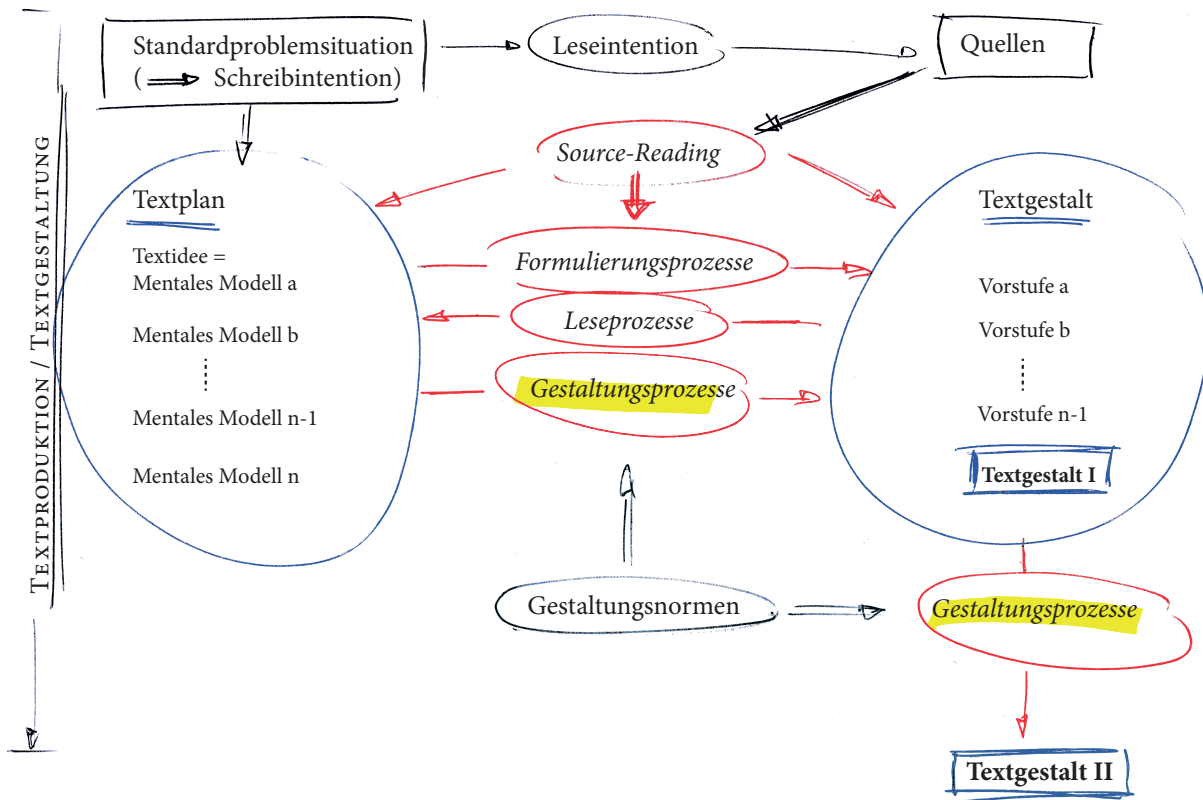 Standardproblemsituation
( Schreibintention)
Leseintention
Quellen
TEXTPRODUKTION / TEXTGESTALTUNG
Source-Reading
Textplan
Textidee =
Mentales Modell a
Mentales Modell b
Mentales Modell n-1
Mentales Modell n
Formulierungsprozesse
Leseprozesse
Gestaltungsprozesse
Textgestalt
Vorstufe a
Vorstufe b
Vorstufe n-1
Textgestalt I
Gestaltungsnormen
Gestaltungsprozesse
Textgestalt II